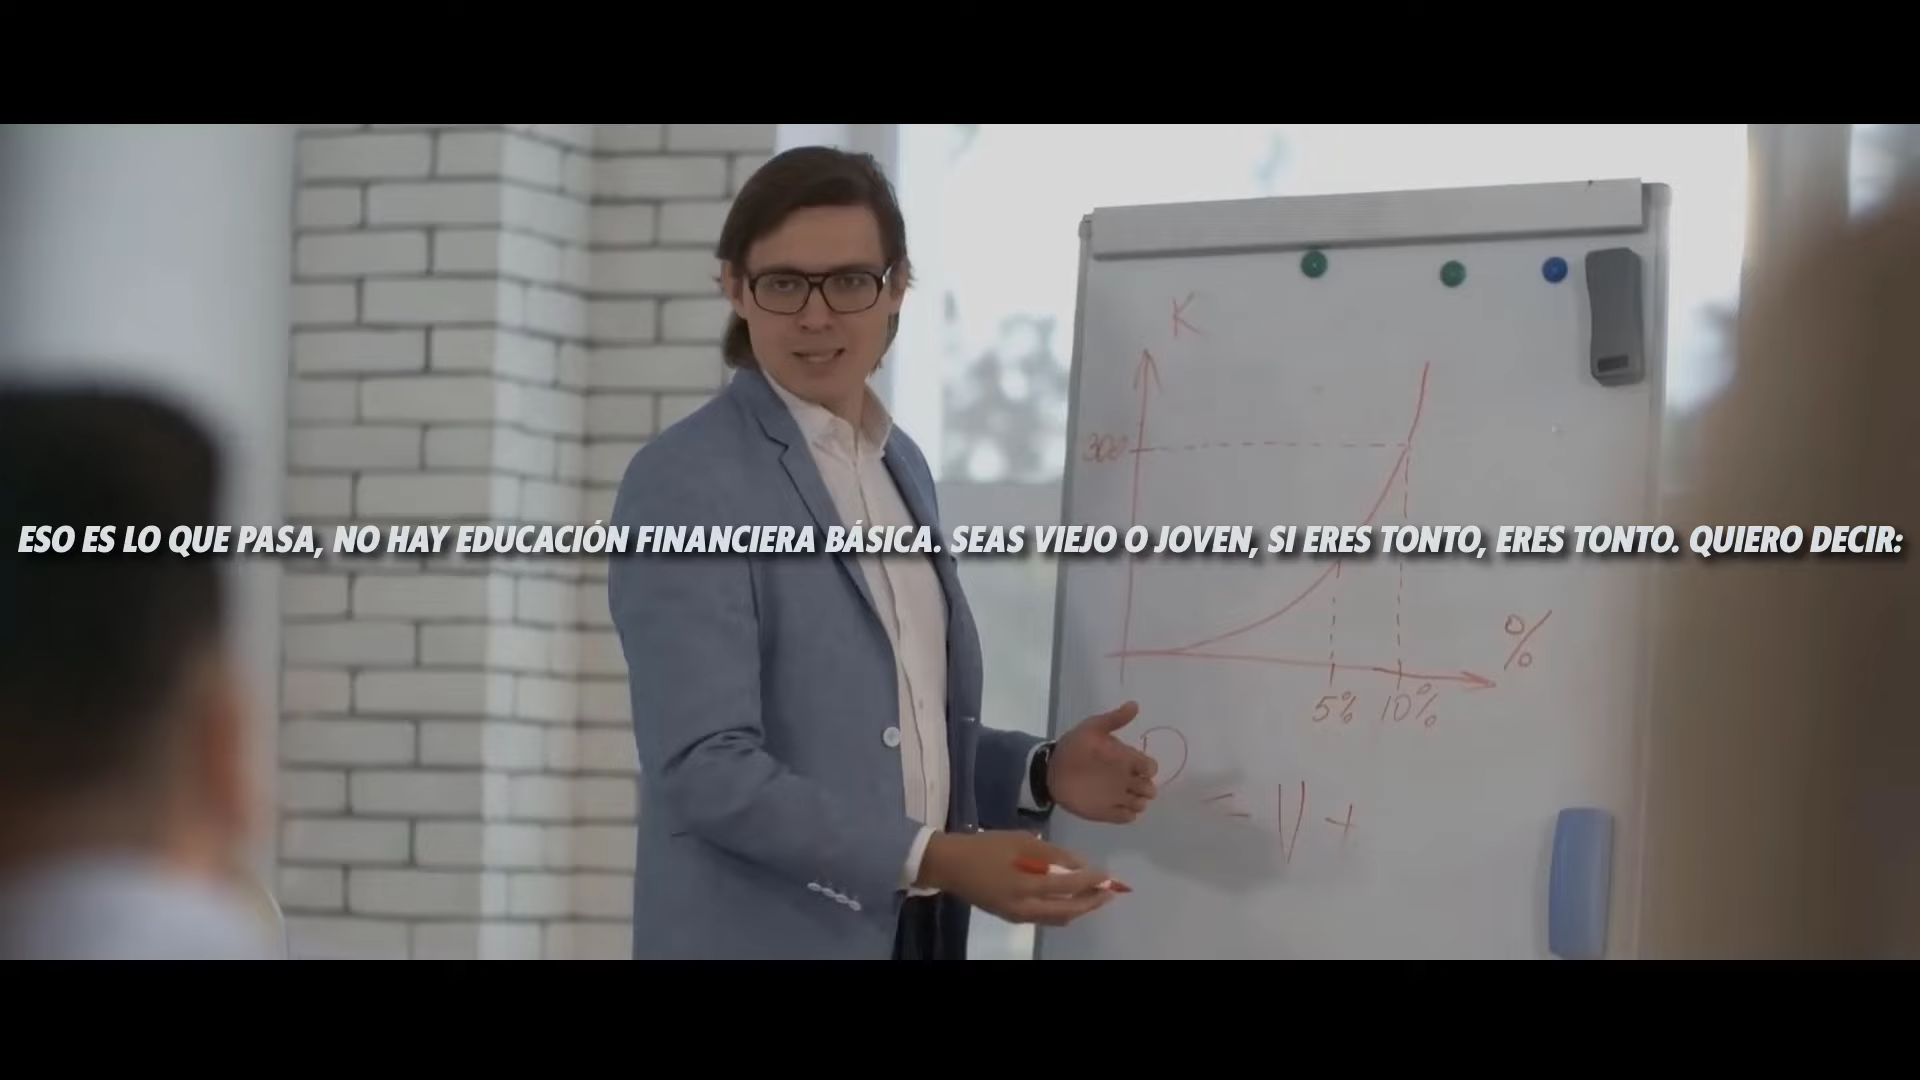 K
300
ESO ES LO QUE PASA, NO HAY EDUCACIÓN FINANCIERA BÁSICA. SEAS VIEJO O JOVEN, SI ERES TONTO, ERES TONTO. QUIERO DECIR:
%
5% 10%
= V +